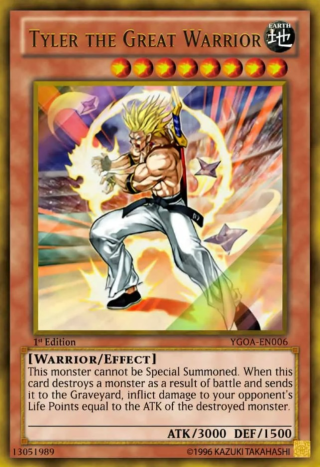 TYLER THE GREAT WARRIOR
EARTH
地
1st Edition
YGOA-EN006
[WARRIOR/EFFECT]
This monster cannot be Special Summoned. When this
card destroys a monster as a result of battle and sends
it to the Graveyard, inflict damage to your opponent's
Life Points equal to the ATK of the destroyed monster.
ATK/3000 DEF/1500
13051989
©1996 KAZUKI TAKAHASHI